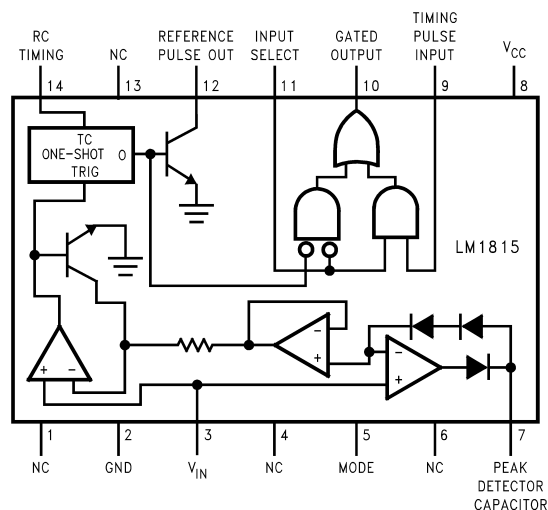 RC
TIMING
NC
REFERENCE
PULSE OUT
INPUT
SELECT
GATED
OUTPUT
TIMING
PULSE
INPUT
VCC
14
13
12
11
10
9
8
TC
ONE-SHOT O
TRIG
LM1815
−
+
−
+
+ −
1
2
3
4
5
6
7
NC
GND
VIN
NC
MODE
NC
PEAK
DETECTOR
CAPACITOR